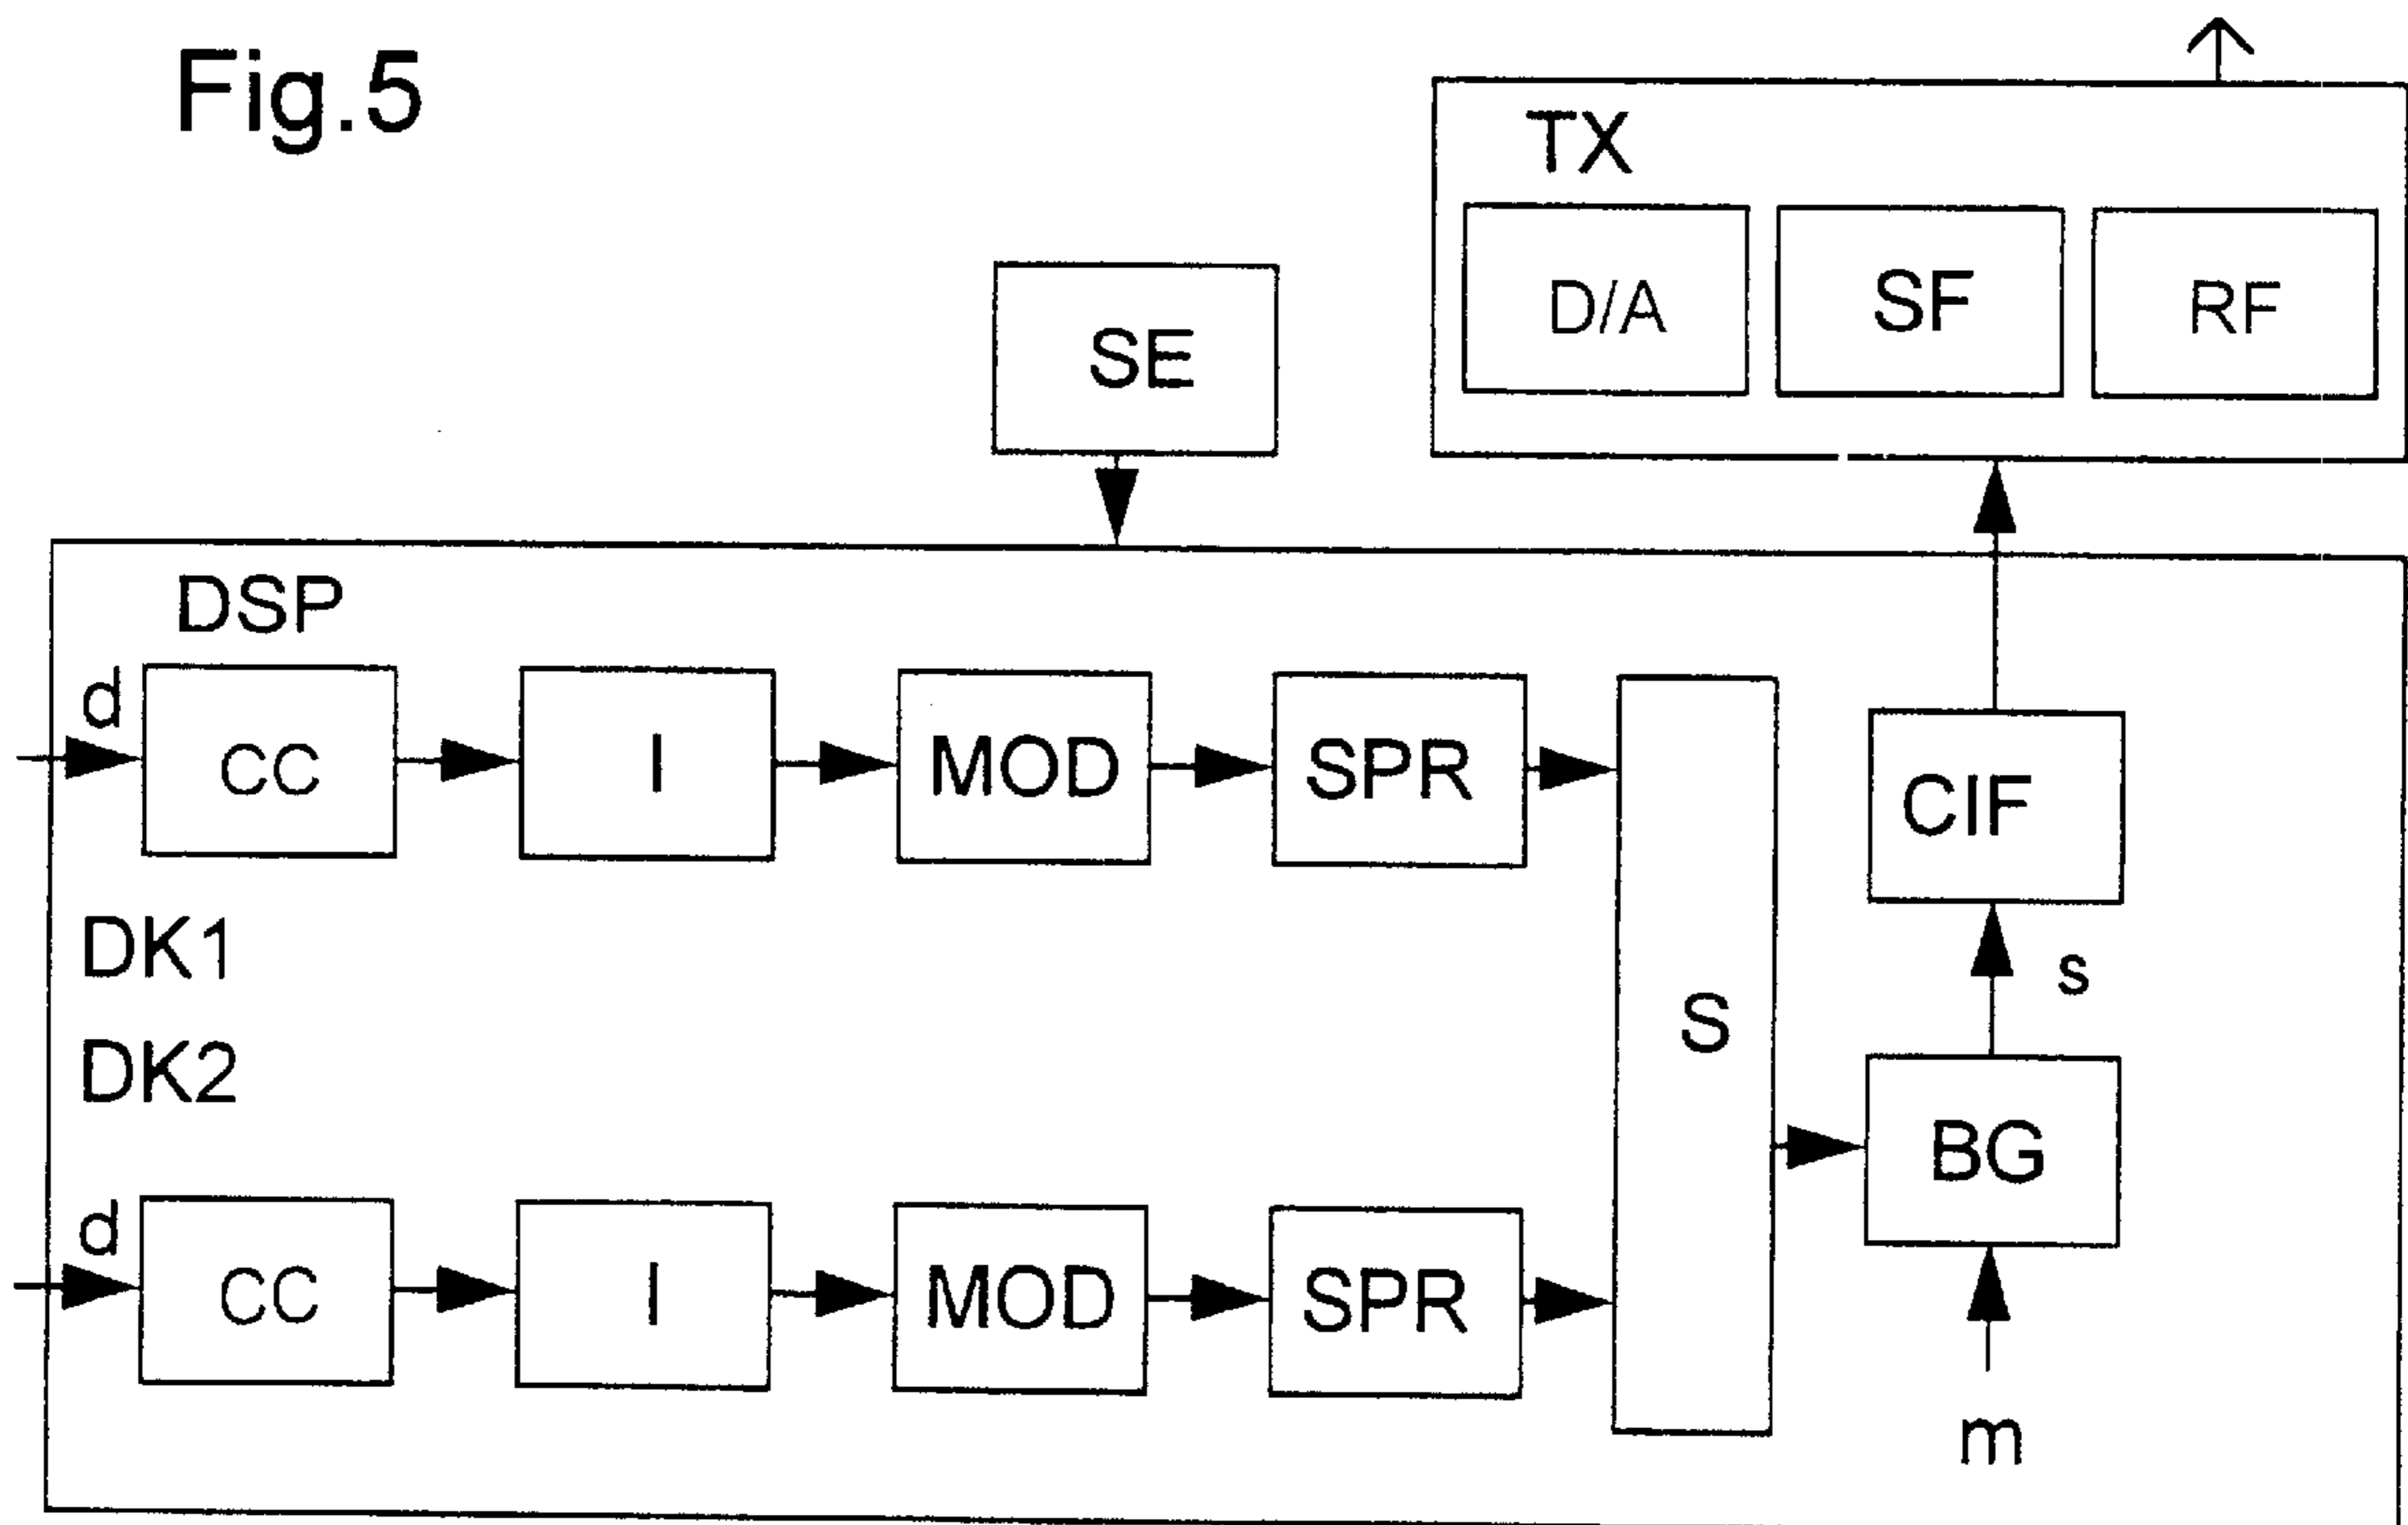 Fig.5
TX
D/A SF RF
SE
DSP
d
CC I MOD SPR
CIF
DK1
s
S
DK2
BG
d
CC I MOD SPR
m